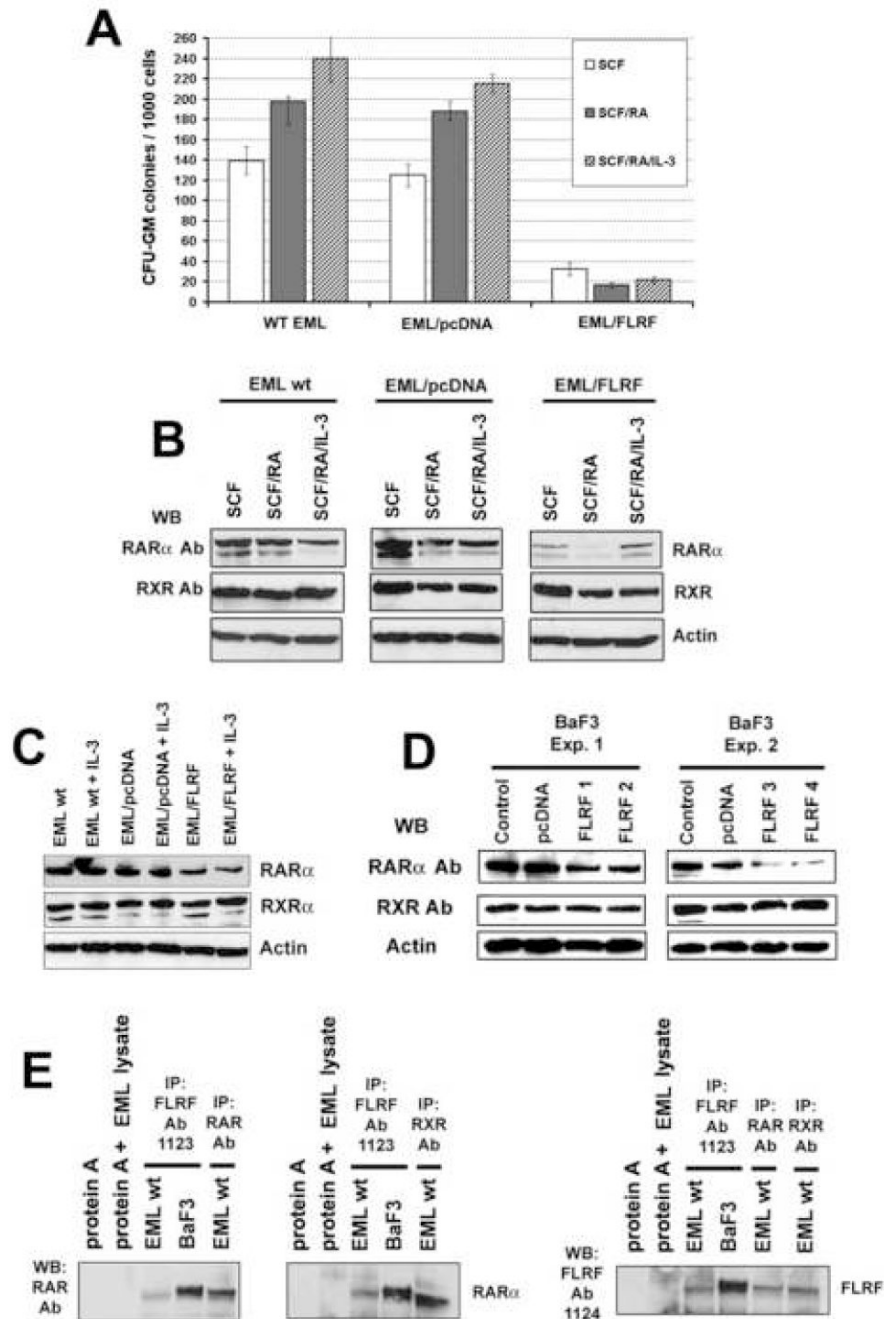 A
CFU-GM colonies / 1000 cells
260
240
220
200
180
160
140
120
100
80
60
40
20
0
SCF
SCF/RA
SCF/RA/IL-3
WT EML
EML/pcDNA
EML/FLRF
B
EML wt
EML/pcDNA
EML/FLRF
SCF
SCF/RA
SCF/RA/IL-3
SCF
SCF/RA
SCF/RA/IL-3
SCF
SCF/RA
SCF/RA/IL-3
WB
RARα Ab
RARα
RXR Ab
RXR
Actin
C
EML wt
EML wt + IL-3
EML/pcDNA
EML/pcDNA + IL-3
EML/FLRF
EML/FLRF + IL-3
RARα
RXRα
Actin
D
BaF3
Exp. 1
BaF3
Exp. 2
WB
Control
pcDNA
FLRF 1
FLRF 2
Control
pcDNA
FLRF 3
FLRF 4
RARα Ab
RXR Ab
Actin
E
protein A
protein A + EML lysate
IP:
FLRF
Ab
1123
IP:
RAR
Ab
EML wt
BaF3
EML wt
WB:
RAR
Ab
protein A
protein A + EML lysate
IP:
FLRF
Ab
1123
IP:
RXR
Ab
EML wt
BaF3
EML wt
RARα
protein A
protein A + EML lysate
IP:
FLRF
Ab
1123
IP:
RAR
Ab
IP:
RXR
Ab
EML wt
BaF3
EML wt
EML wt
WB:
FLRF
Ab
1124
FLRF